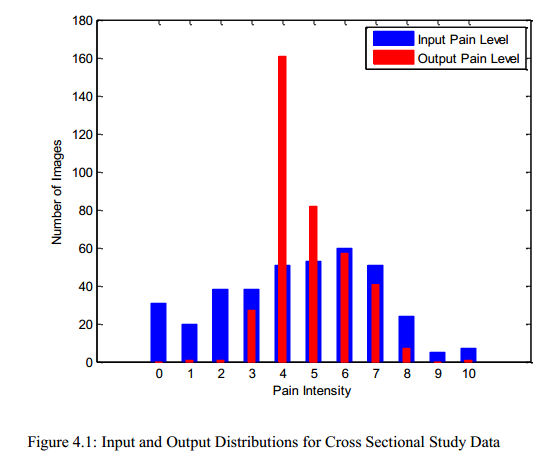 180
160
140
120
100
80
60
40
20
0
Number of Images
Input Pain Level
Output Pain Level
0 1 2 3 4 5 6 7 8 9 10
Pain Intensity
Figure 4.1: Input and Output Distributions for Cross Sectional Study Data